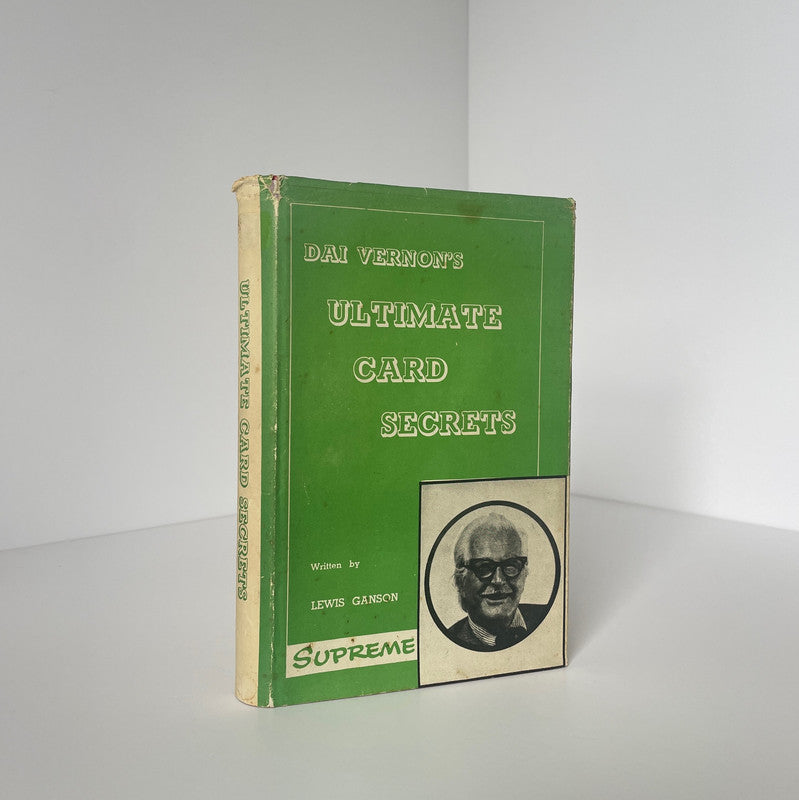 DAI VERNON'S
ULTIMATE
CARD
SECRETS
Written by
LEWIS GANSON
SUPREME
ULTIMATE CARD SECRETS